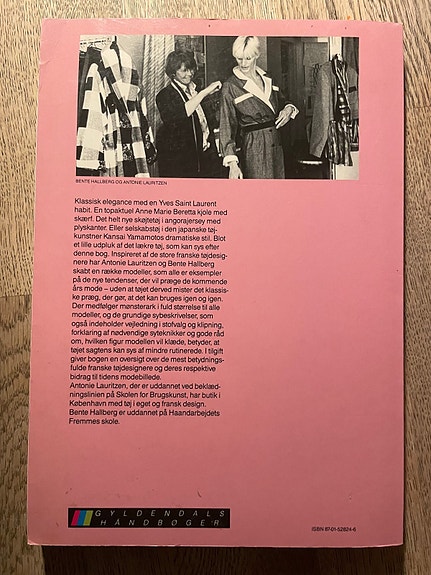 BENTE HALLBERG OG ANTONIE LAURITZEN
Klassisk elegance med en Yves Saint Laurent
habit. En topaktuel Anne Marie Beretta kjole med
skærf. Det helt nye skøjtetøj i angorajersey med
plyskanter. Eller selskabstøj i den japanske tøj-
kunstner Kansai Yamamotos dramatiske stil. Blot
et lille udpluk af det lækre tøj, som kan sys efter
denne bog. Inspireret af de store franske tøjdesig-
nere har Antonie Lauritzen og Bente Hallberg
skabt en række modeller, som alle er eksempler
på de nye tendenser, der vil præge de kommende
års mode – uden at tøjet derved mister det klassis-
ke præg, der gør, at det kan bruges igen og igen.
Der medfølger mønsterark i fuld størrelse til alle
modeller, og de grundige sybeskrivelser, som
også indeholder vejledning i stofvalg og klipning,
forklaring af nødvendige syteknikker og gode råd
om, hvilken figur modellen vil klæde, betyder, at
tøjet sagtens kan sys af mindre rutinerede. I tilgift
giver bogen en oversigt over de mest betydnings-
fulde franske tøjdesignere og deres respektive
bidrag til tidens modebillede.
Antonie Lauritzen, der er uddannet ved beklæd-
ningslinien på Skolen for Brugskunst, har butik i
København med tøj i eget og fransk design.
Bente Hallberg er uddannet på Haandarbejdets
Fremmes skole.
GYLDENDALS
HÅNDBØGER
ISBN 87-01-52824-6